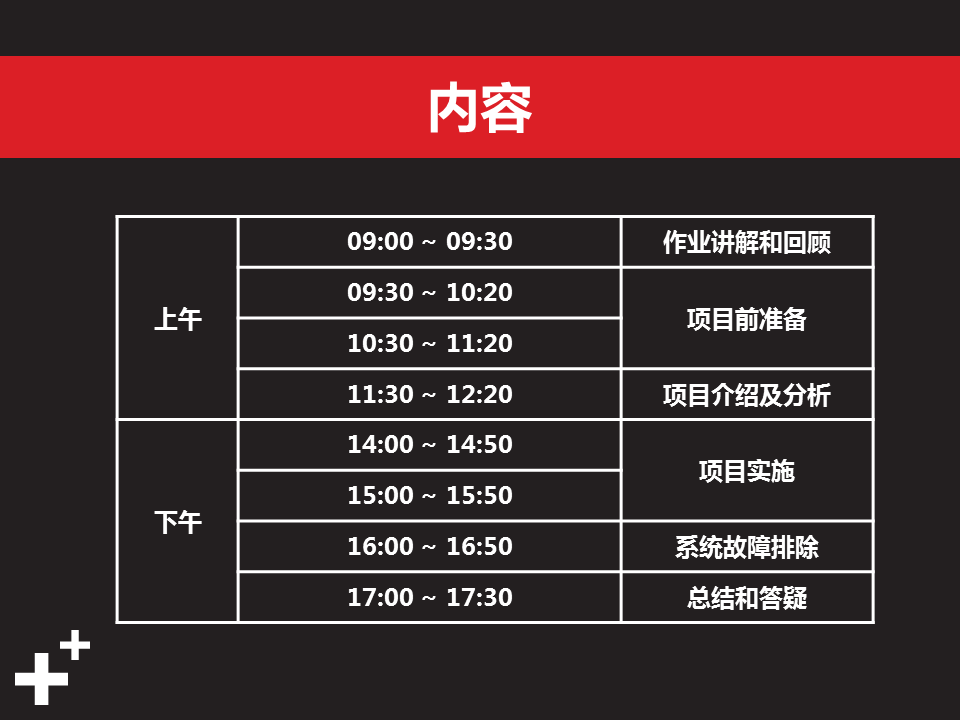 内容
上午
09:00 ~ 09:30
作业讲解和回顾
09:30 ~ 10:20
项目前准备
10:30 ~ 11:20
11:30 ~ 12:20
项目介绍及分析
下午
14:00 ~ 14:50
项目实施
15:00 ~ 15:50
16:00 ~ 16:50
系统故障排除
17:00 ~ 17:30
总结和答疑